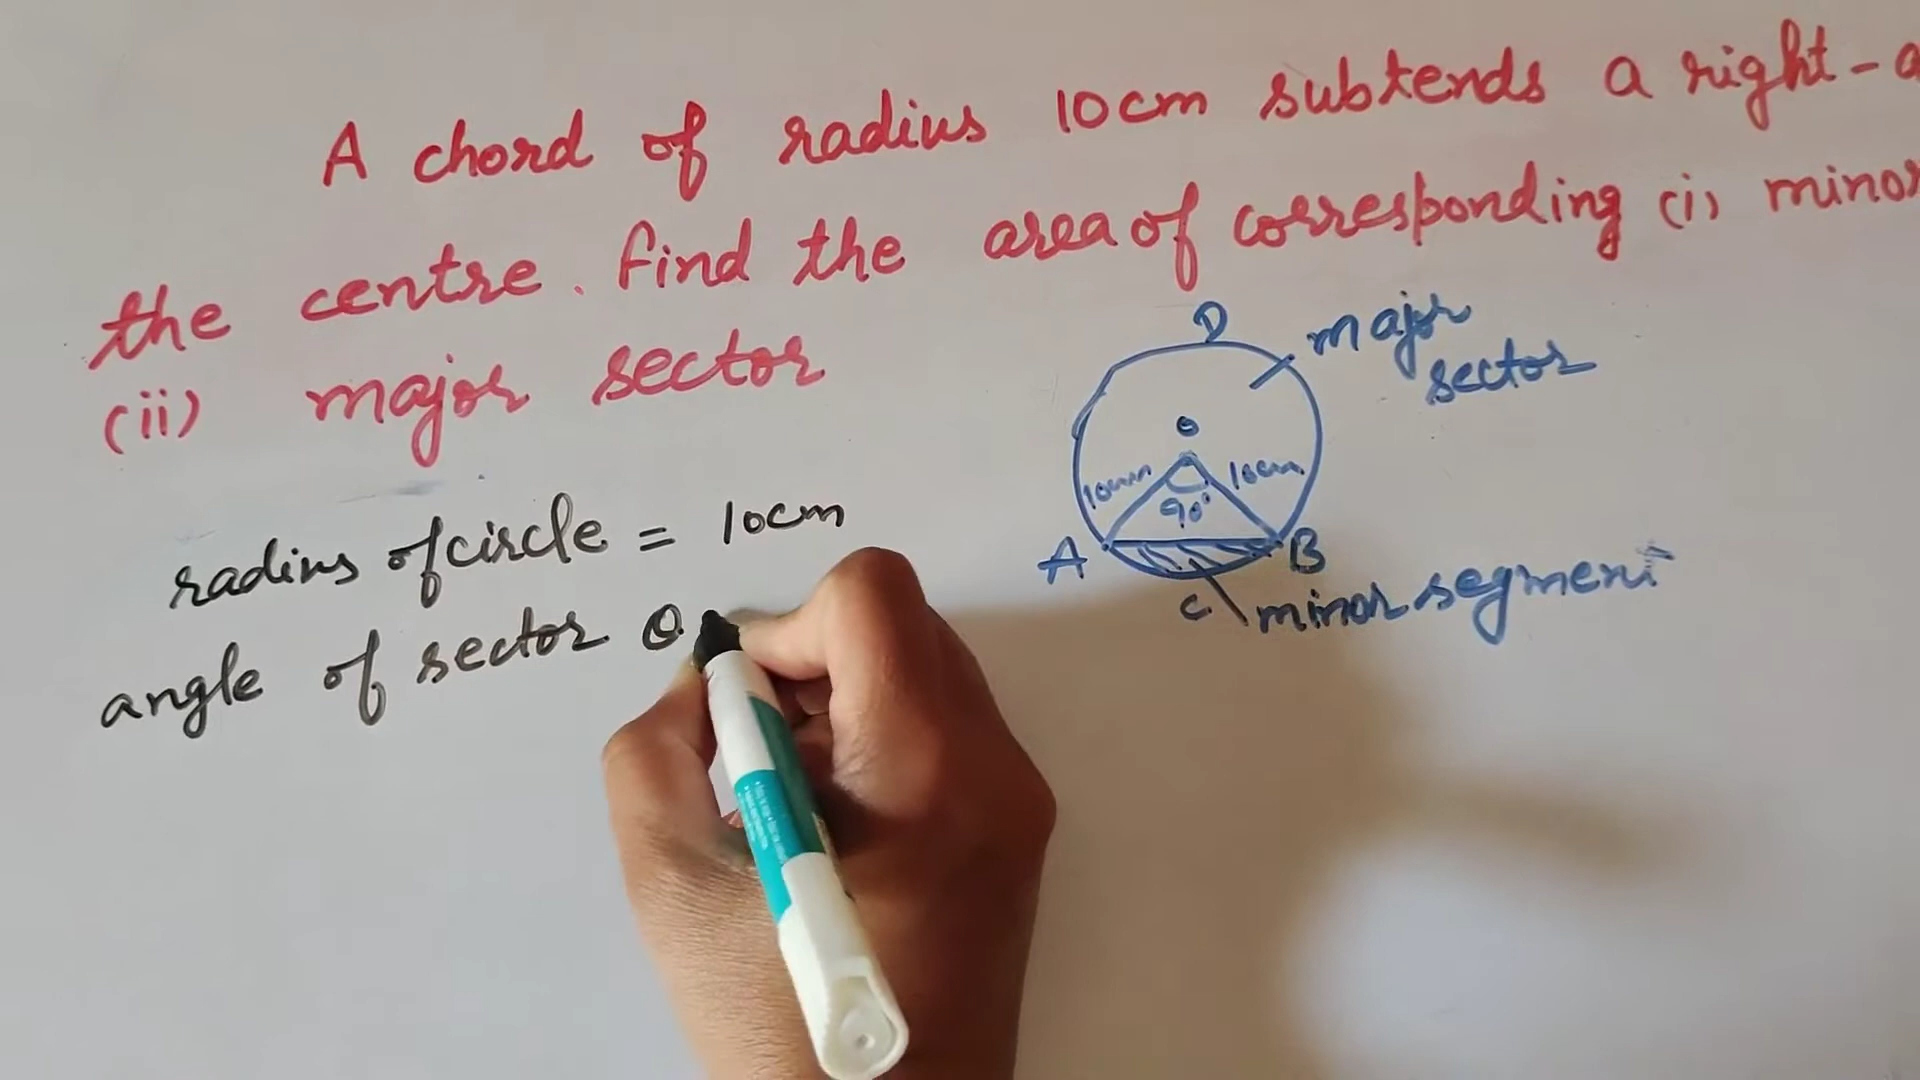 A chord of radius 10cm subtends a right-a
the centre. find the area of corresponding (i) minor
(ii) major sector
D
major
sector
O
10cm
10cm
90°
A
B
C
minor segment
radius of circle = 10cm
angle of sector θ